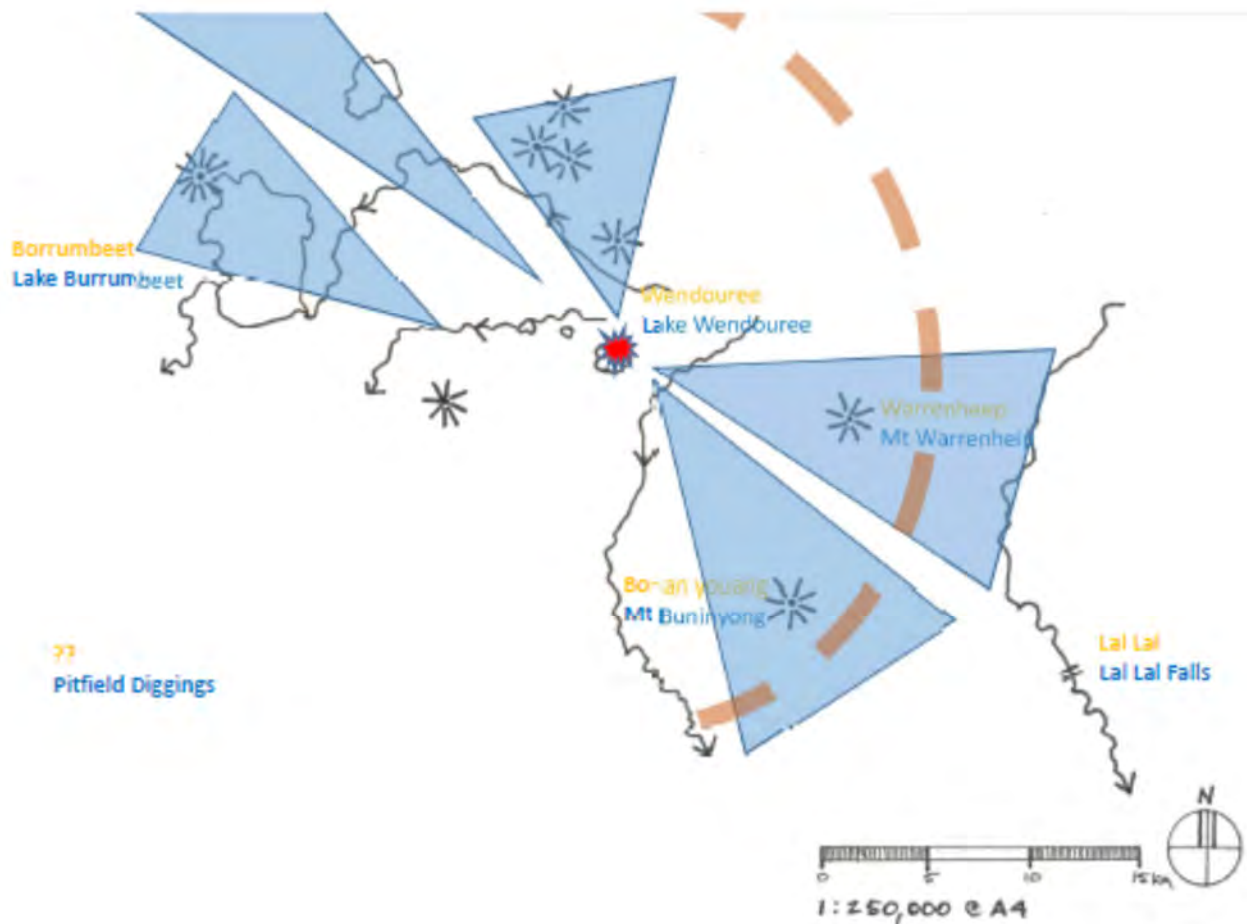 Borrumbeet
Lake Burrumbeet
Wendouree
Lake Wendouree
Warrenheep
Mt Warrenheip
youang
Mt Buninyong
??
Pitfield Diggings
Lal Lal
Lal Lal Falls
N
0 5 10 15km
1:250,000 @ A4